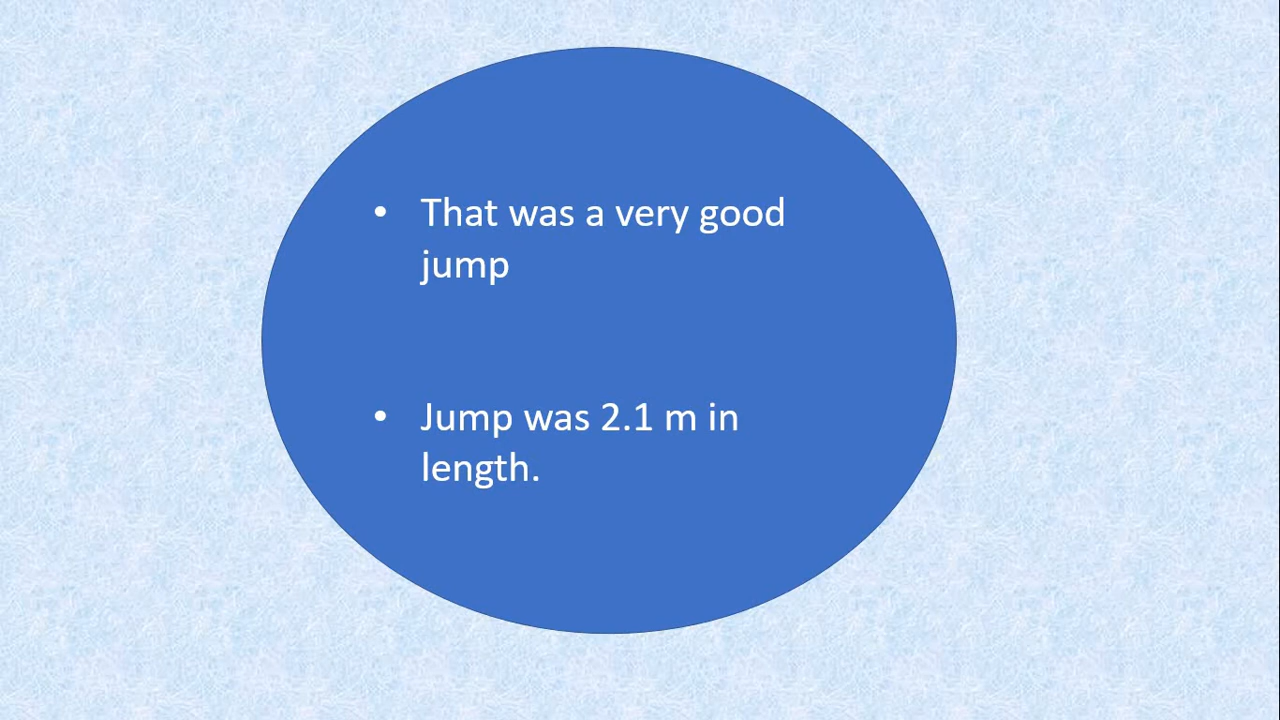 • That was a very good
jump
• Jump was 2.1 m in
length.